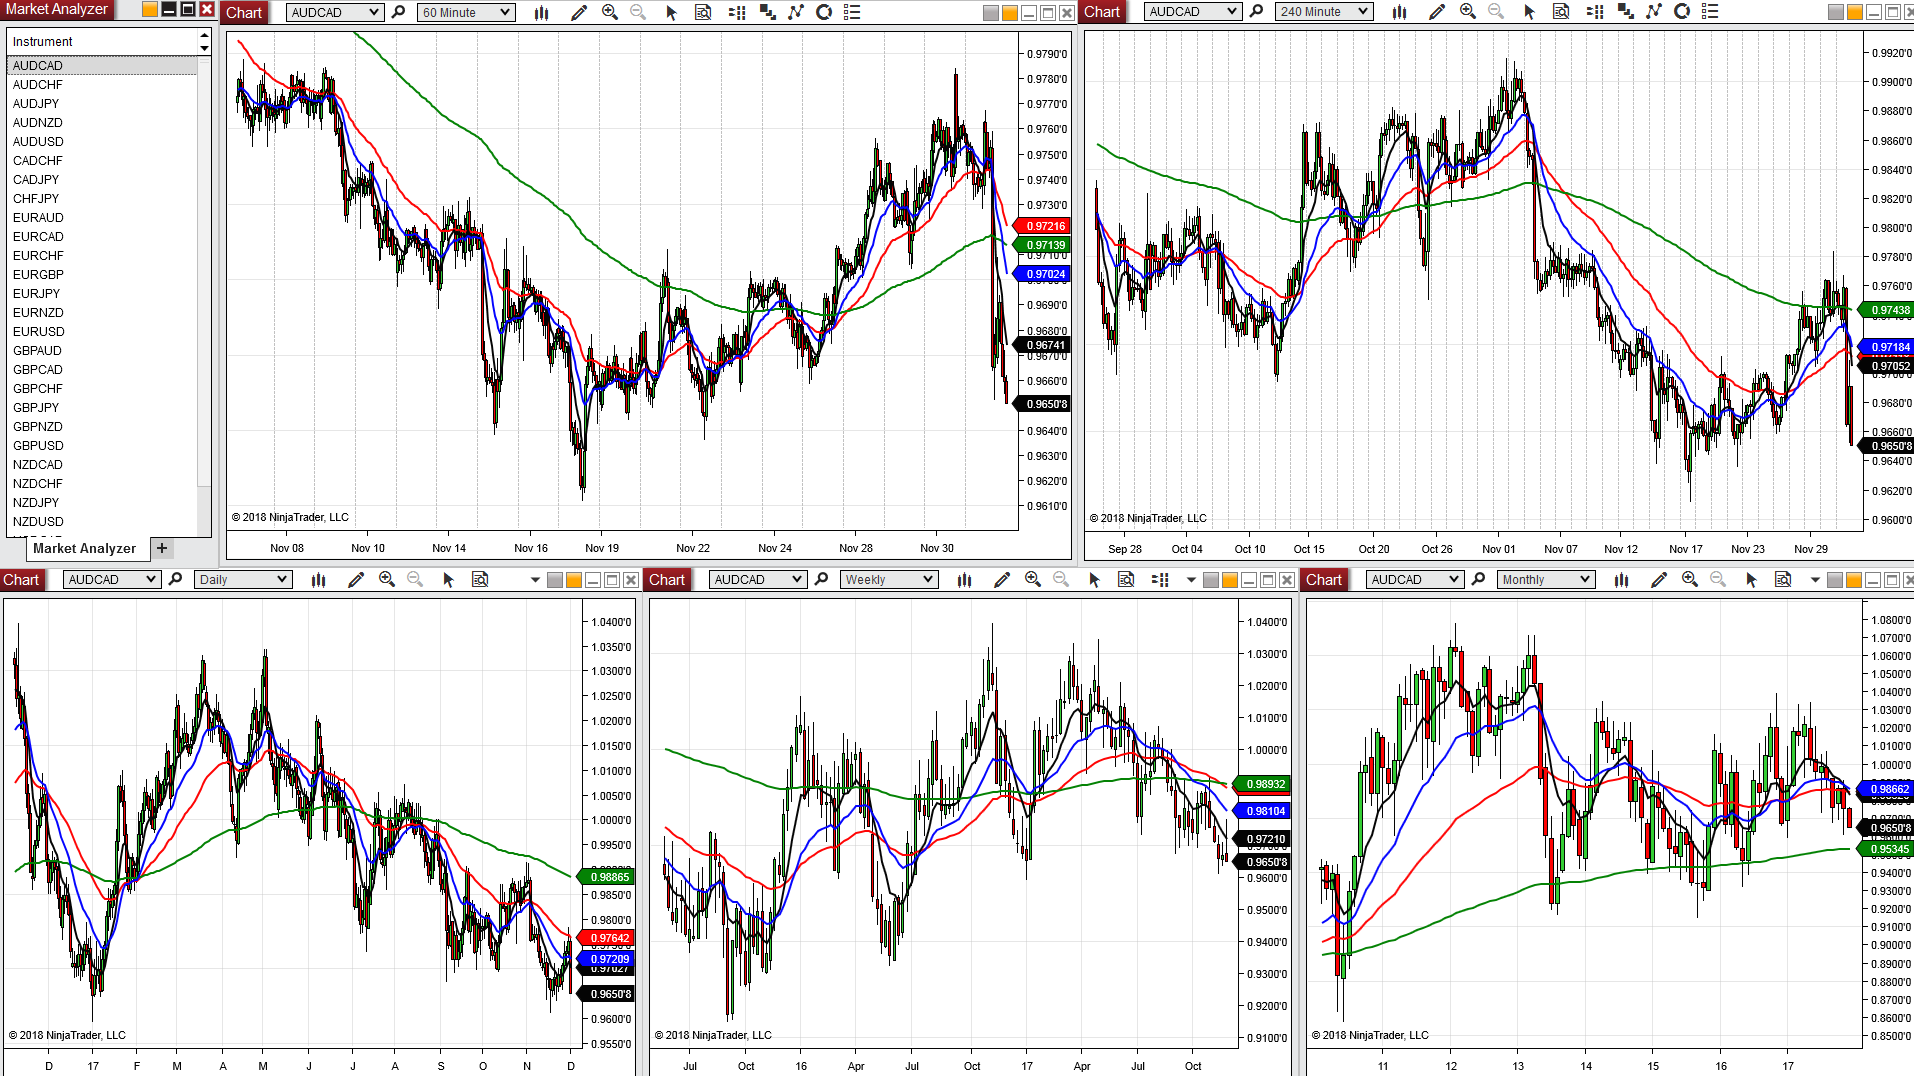 Market Analyzer
Instrument
AUDCAD
AUDCHF
AUDJPY
AUDNZD
AUDUSD
CADCHF
CADJPY
CHFJPY
EURAUD
EURCAD
EURCHF
EURGBP
EURJPY
EURNZD
EURUSD
GBPAUD
GBPCAD
GBPCHF
GBPJPY
GBPNZD
GBPUSD
NZDCAD
NZDCHF
NZDJPY
NZDUSD
Market Analyzer +
Chart AUDCAD 60 Minute
0.9790'0
0.9780'0
0.9770'0
0.9760'0
0.9750'0
0.9740'0
0.9730'0
0.97216
0.97139
0.9710'0
0.97024
0.9690'0
0.9680'0
0.96741
0.9670'0
0.9660'0
0.9650'8
0.9640'0
0.9630'0
0.9620'0
0.9610'0
© 2018 NinjaTrader, LLC
Nov 08 Nov 10 Nov 14 Nov 16 Nov 19 Nov 22 Nov 24 Nov 28 Nov 30
Chart AUDCAD 240 Minute
0.9920'0
0.9900'0
0.9880'0
0.9860'0
0.9840'0
0.9820'0
0.9800'0
0.9780'0
0.9760'0
0.97438
0.97184
0.97052
0.9680'0
0.9660'0
0.9650'8
0.9640'0
0.9620'0
0.9600'0
© 2018 NinjaTrader, LLC
Sep 28 Oct 04 Oct 10 Oct 15 Oct 20 Oct 26 Nov 01 Nov 07 Nov 12 Nov 17 Nov 23 Nov 29
Chart AUDCAD Daily
1.0400'0
1.0350'0
1.0300'0
1.0250'0
1.0200'0
1.0150'0
1.0100'0
1.0050'0
1.0000'0
0.9950'0
0.98865
0.9850'0
0.9800'0
0.97642
0.97209
0.97027
0.9650'8
0.9600'0
0.9550'0
© 2018 NinjaTrader, LLC
D 17 F M A M J J A S O N D
Chart AUDCAD Weekly
1.0400'0
1.0300'0
1.0200'0
1.0100'0
1.0000'0
0.98932
0.98104
0.97210
0.9650'8
0.9600'0
0.9500'0
0.9400'0
0.9300'0
0.9200'0
0.9100'0
© 2018 NinjaTrader, LLC
Jul Oct 16 Apr Jul Oct 17 Apr Jul Oct
Chart AUDCAD Monthly
1.0800'0
1.0700'0
1.0600'0
1.0500'0
1.0400'0
1.0300'0
1.0200'0
1.0100'0
1.0000'0
0.98662
0.9650'8
0.95345
0.9400'0
0.9300'0
0.9200'0
0.9100'0
0.9000'0
0.8900'0
0.8800'0
0.8700'0
0.8600'0
0.8500'0
© 2018 NinjaTrader, LLC
11 12 13 14 15 16 17